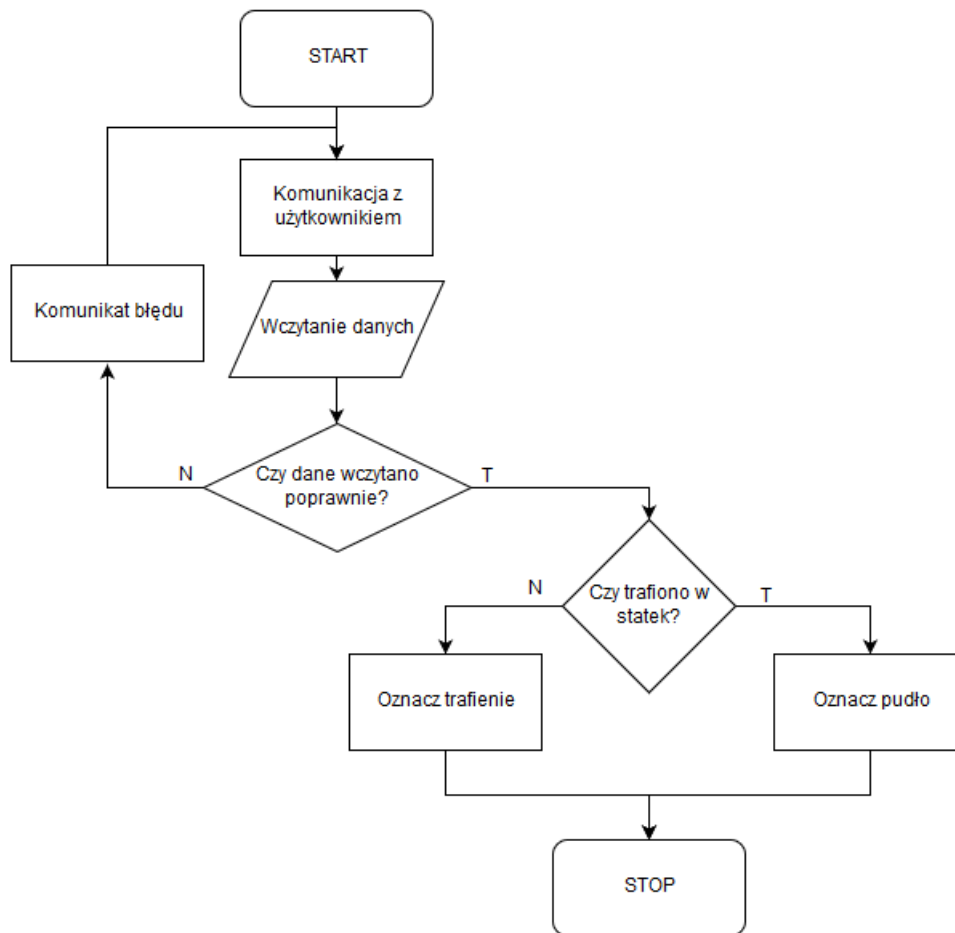 START
Komunikacja z
użytkownikiem
Komunikat błędu
Wczytanie danych
N
Czy dane wczytano
poprawnie?
T
N
Czy trafiono w
statek?
T
Oznacz trafienie
Oznacz pudło
STOP